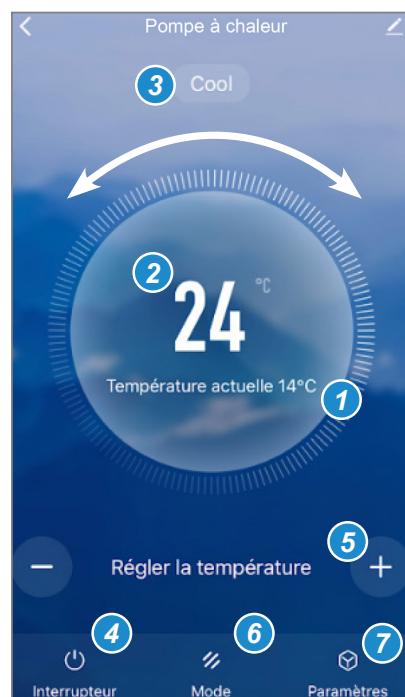 Pompe à chaleur
3 Cool
2 24 °C
Température actuelle 14°C
1
5
− Régler la température +
4 6 7
Interrupteur Mode Paramètres